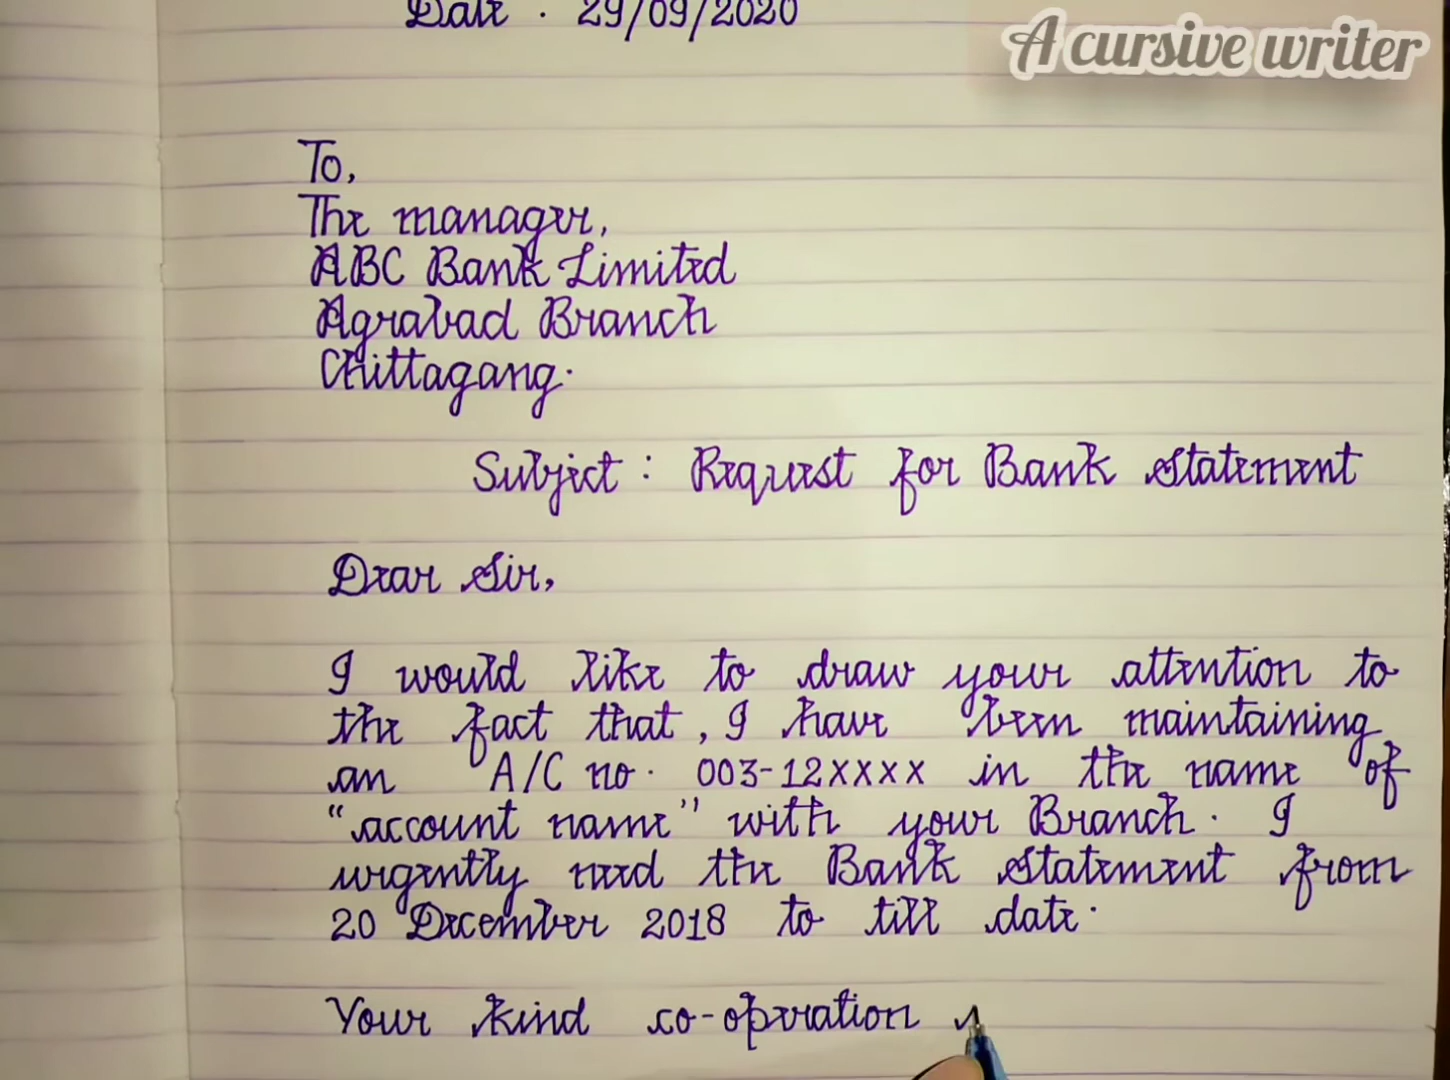 Date . 29/09/2020
A cursive writer
To,
The manager,
ABC Bank Limited
Agrabad Branch
Chittagang.
Subject : Request for Bank statement
Dear Sir,
I would like to draw your attention to
the fact that, I have been maintaining
an A/C no. 003-12XXXX in the name of
"account name" with your Branch. I
urgently need the Bank statement from
20 December 2018 to till date.
Your kind co-operation